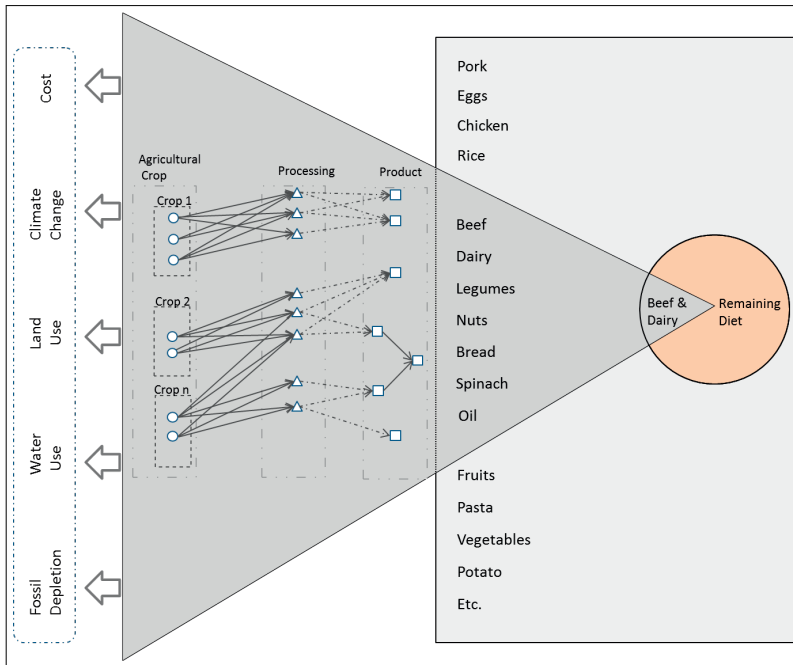 Cost
Climate
Change
Land
Use
Water
Use
Fossil
Depletion
Agricultural
Crop
Processing
Product
Crop 1
Crop 2
Crop n
Pork
Eggs
Chicken
Rice
Beef
Dairy
Legumes
Nuts
Bread
Spinach
Oil
Fruits
Pasta
Vegetables
Potato
Etc.
Beef &
Dairy
Remaining
Diet